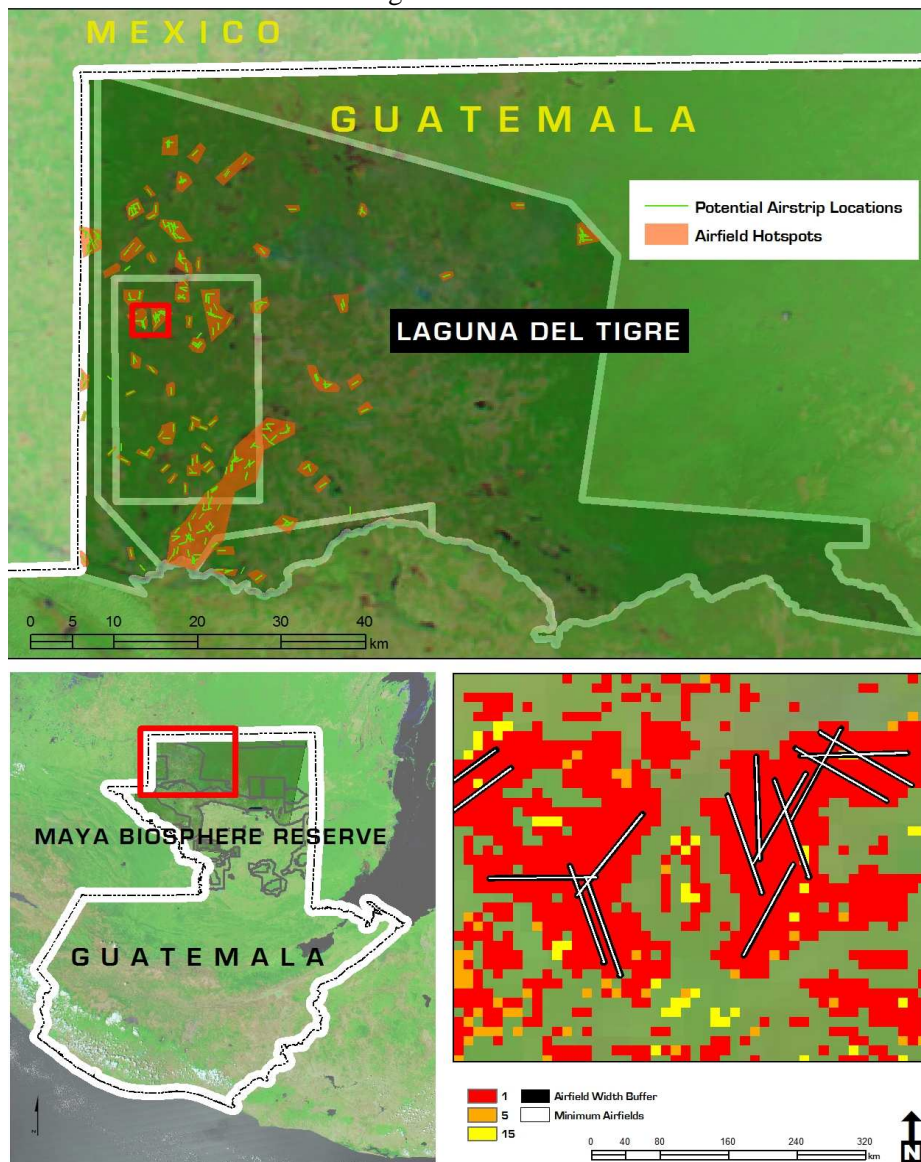 MEXICO
GUATEMALA
Potential Airstrip Locations
Airfield Hotspots
LAGUNA DEL TIGRE
0 5 10 20 30 40
km
MAYA BIOSPHERE RESERVE
GUATEMALA
1 Airfield Width Buffer
5 Minimum Airfields
15
0 40 80 160 240 320
km
N